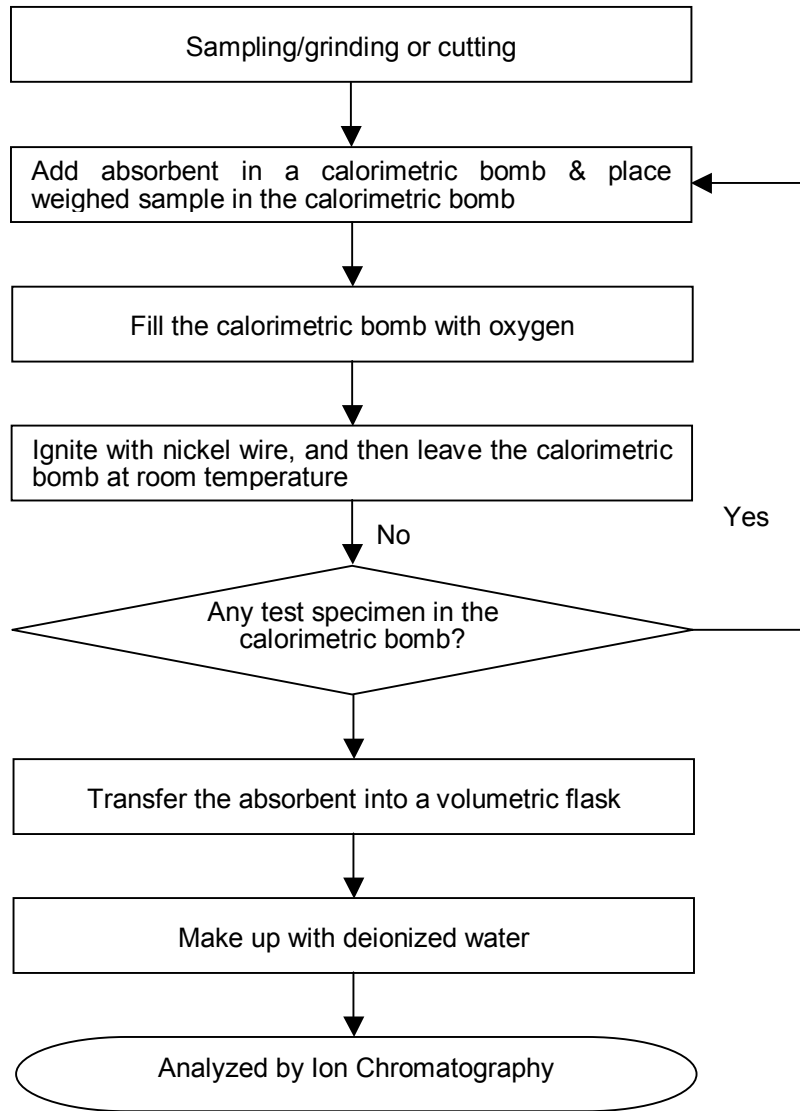 Sampling/grinding or cutting
Add absorbent in a calorimetric bomb & place
weighed sample in the calorimetric bomb
Fill the calorimetric bomb with oxygen
Ignite with nickel wire, and then leave the calorimetric
bomb at room temperature
Yes
No
Any test specimen in the
calorimetric bomb?
Transfer the absorbent into a volumetric flask
Make up with deionized water
Analyzed by Ion Chromatography